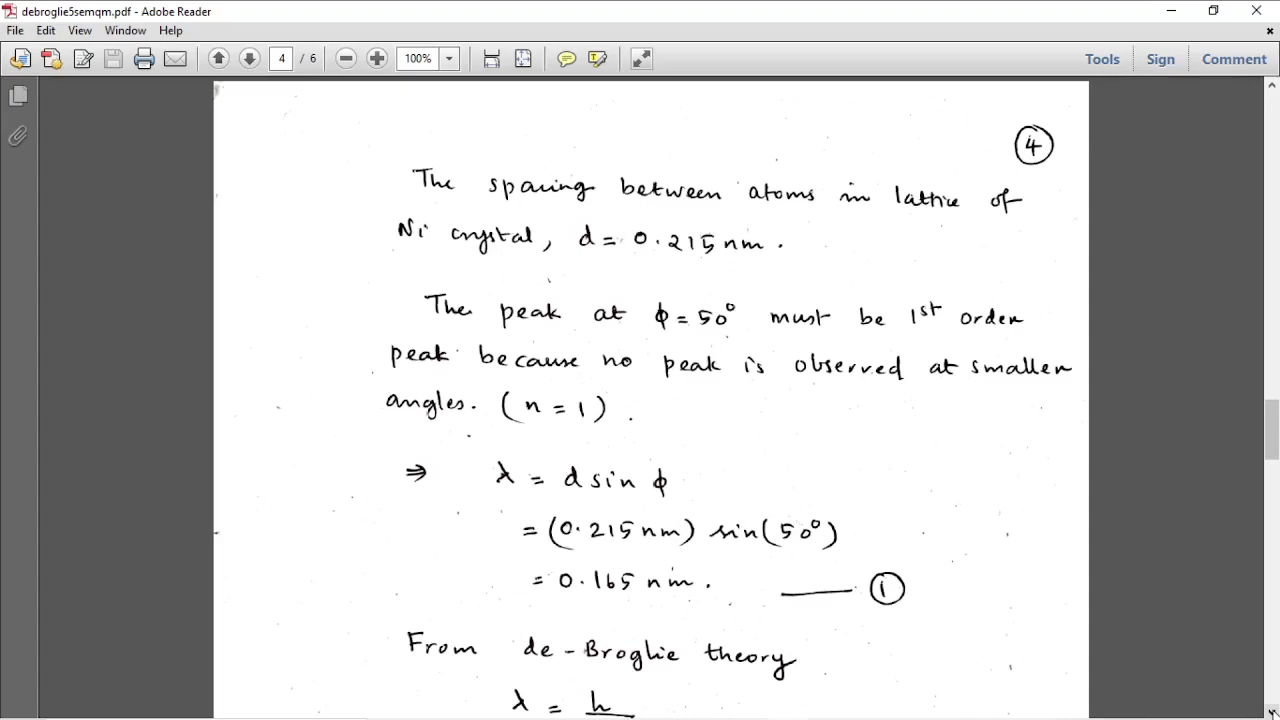 debroglie5semqm.pdf - Adobe Reader
File Edit View Window Help
4 / 6 100% Tools Sign Comment
4
The spacing between atoms in lattice of
Ni crystal, d = 0.215 nm.
The peak at ϕ = 50° must be 1st order
peak because no peak is observed at smaller
angles. (n = 1).
⇒ λ = d sin ϕ
= (0.215 nm) sin(50°)
= 0.165 nm. —— 1
From de-Broglie theory
λ = h